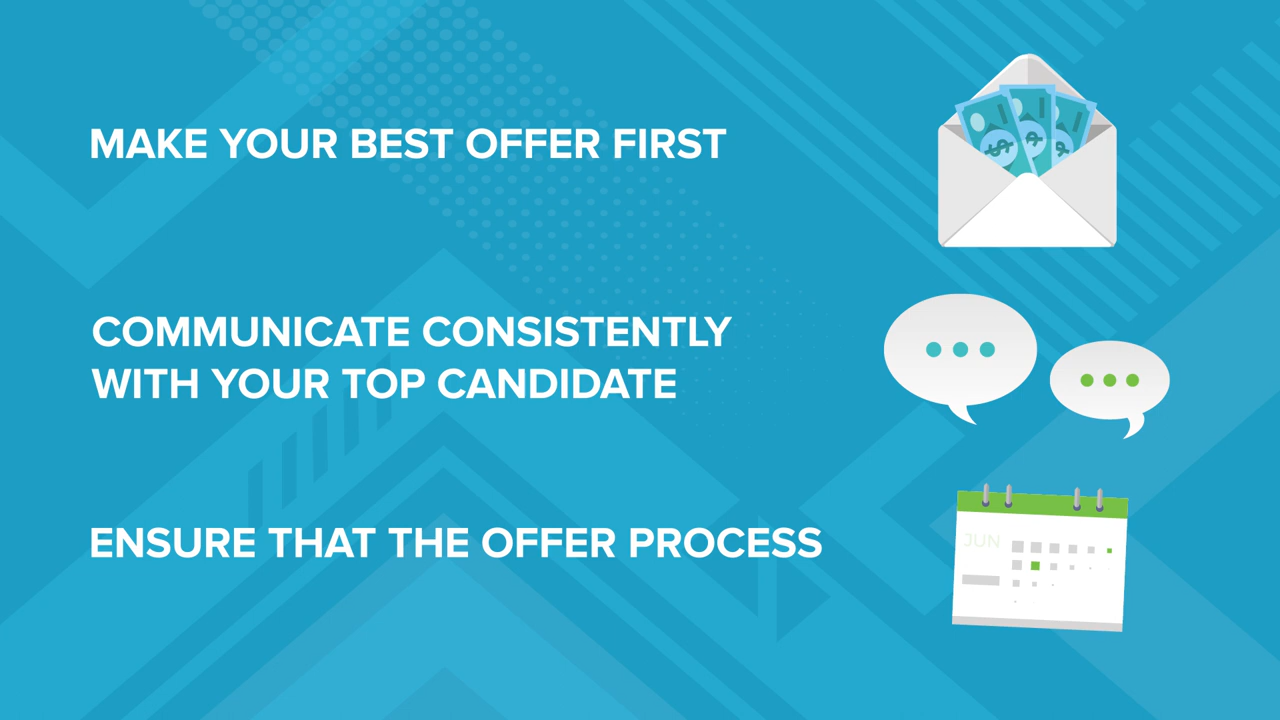 MAKE YOUR BEST OFFER FIRST
COMMUNICATE CONSISTENTLY
WITH YOUR TOP CANDIDATE
ENSURE THAT THE OFFER PROCESS
JUN